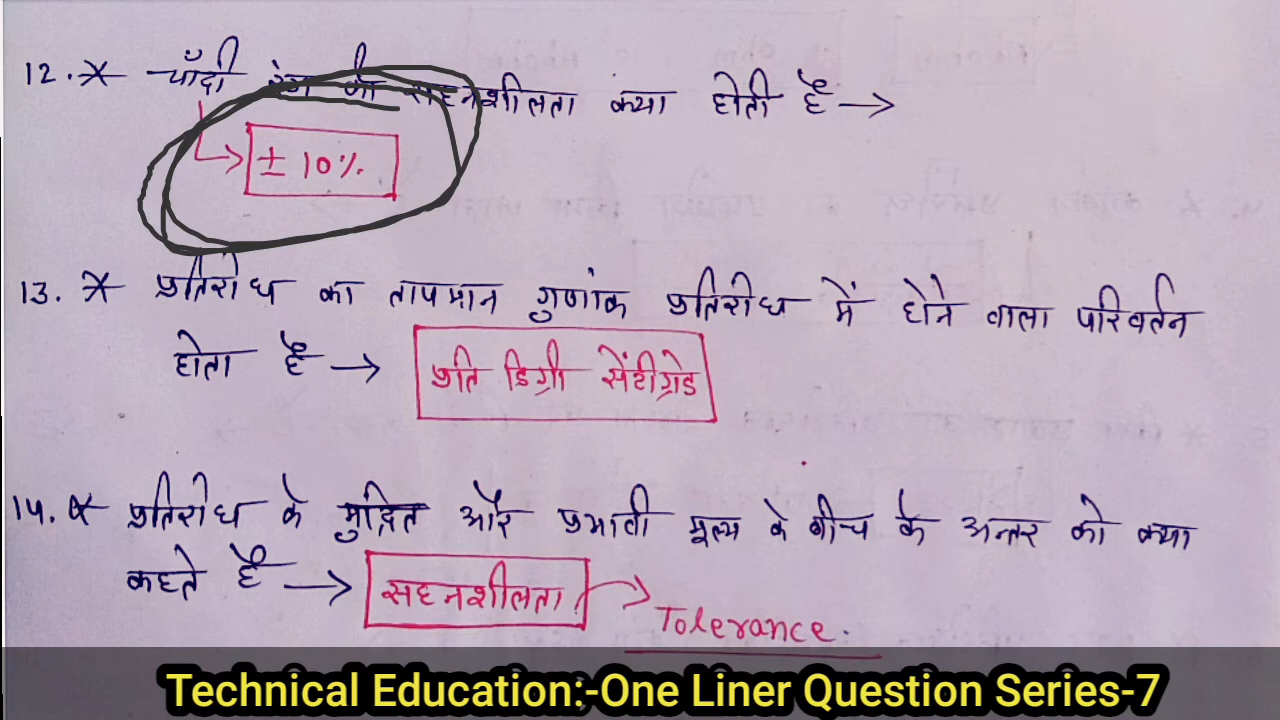 12. * चाँदी रंग की सहनशीलता क्या होती है →
→ ± 10%
13. * प्रतिरोध का तापमान गुणांक प्रतिरोध में होने वाला परिवर्तन
होता है → प्रति डिग्री सेंटीग्रेड
14. * प्रतिरोध के मुद्रित और प्रभावी मूल्य के बीच के अन्तर को क्या
कहते है → सहनशीलता → Tolerance.
Technical Education:-One Liner Question Series-7